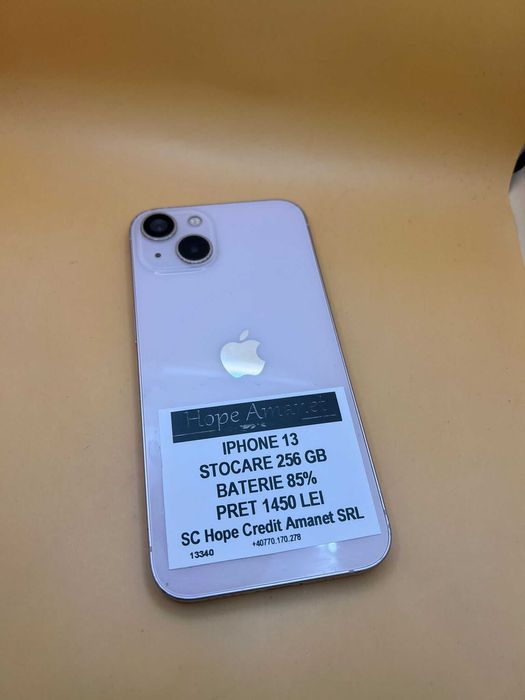 Hope Amanet
IPHONE 13
STOCARE 256 GB
BATERIE 85%
PRET 1450 LEI
SC Hope Credit Amanet SRL
13340 +40770.170.278